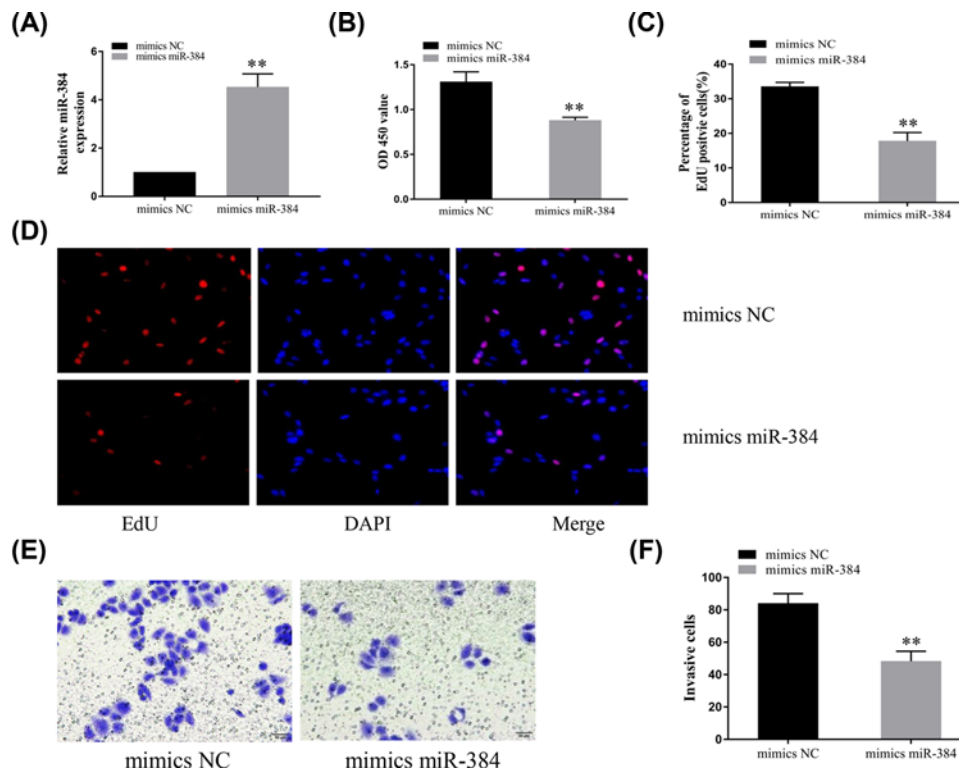 (A)
mimics NC
mimics miR-384
Relative miR-384
expression
6
4
2
0
**
mimics NC
mimics miR-384
(B)
mimics NC
mimics miR-384
OD 450 value
1.5
1.0
0.5
0.0
**
mimics NC
mimics miR-384
(C)
mimics NC
mimics miR-384
Percentage of
EdU positvie cells(%)
40
30
20
10
0
**
mimics NC
mimics miR-384
(D)
mimics NC
mimics miR-384
EdU
DAPI
Merge
(E)
mimics NC
mimics miR-384
(F)
mimics NC
mimics miR-384
Invasive cells
100
80
60
40
20
0
**
mimics NC
mimics miR-384